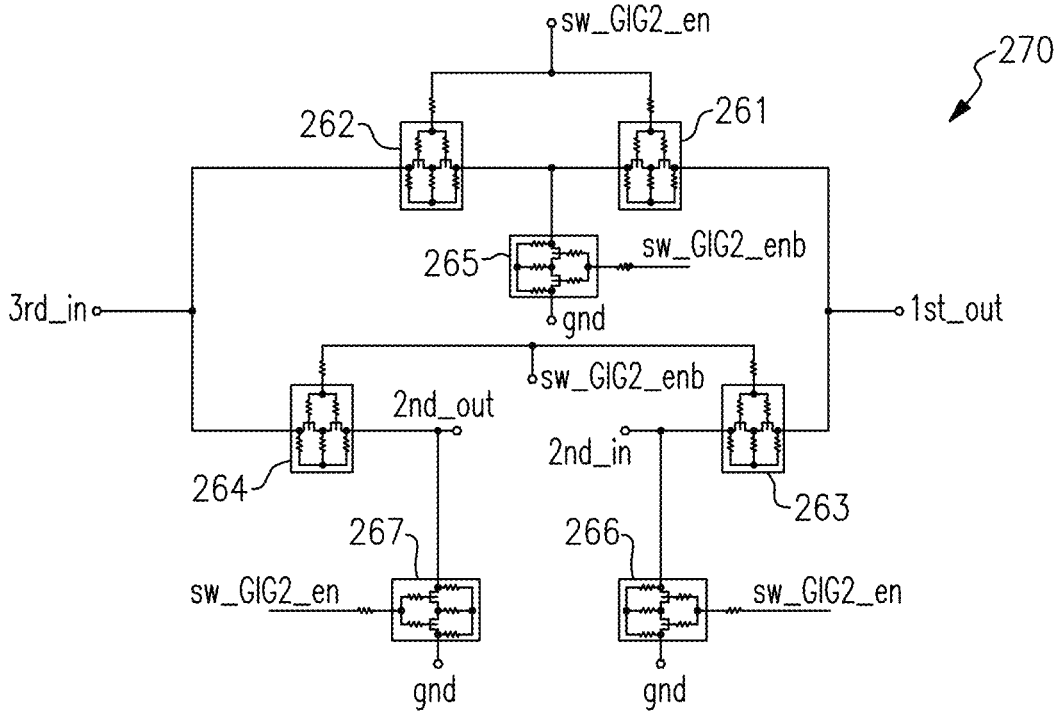 sw_GIG2_en
270
262
261
265
sw_GIG2_enb
3rd_in
gnd
1st_out
sw_GIG2_enb
2nd_out
2nd_in
264
263
267
266
sw_GIG2_en
sw_GIG2_en
gnd
gnd